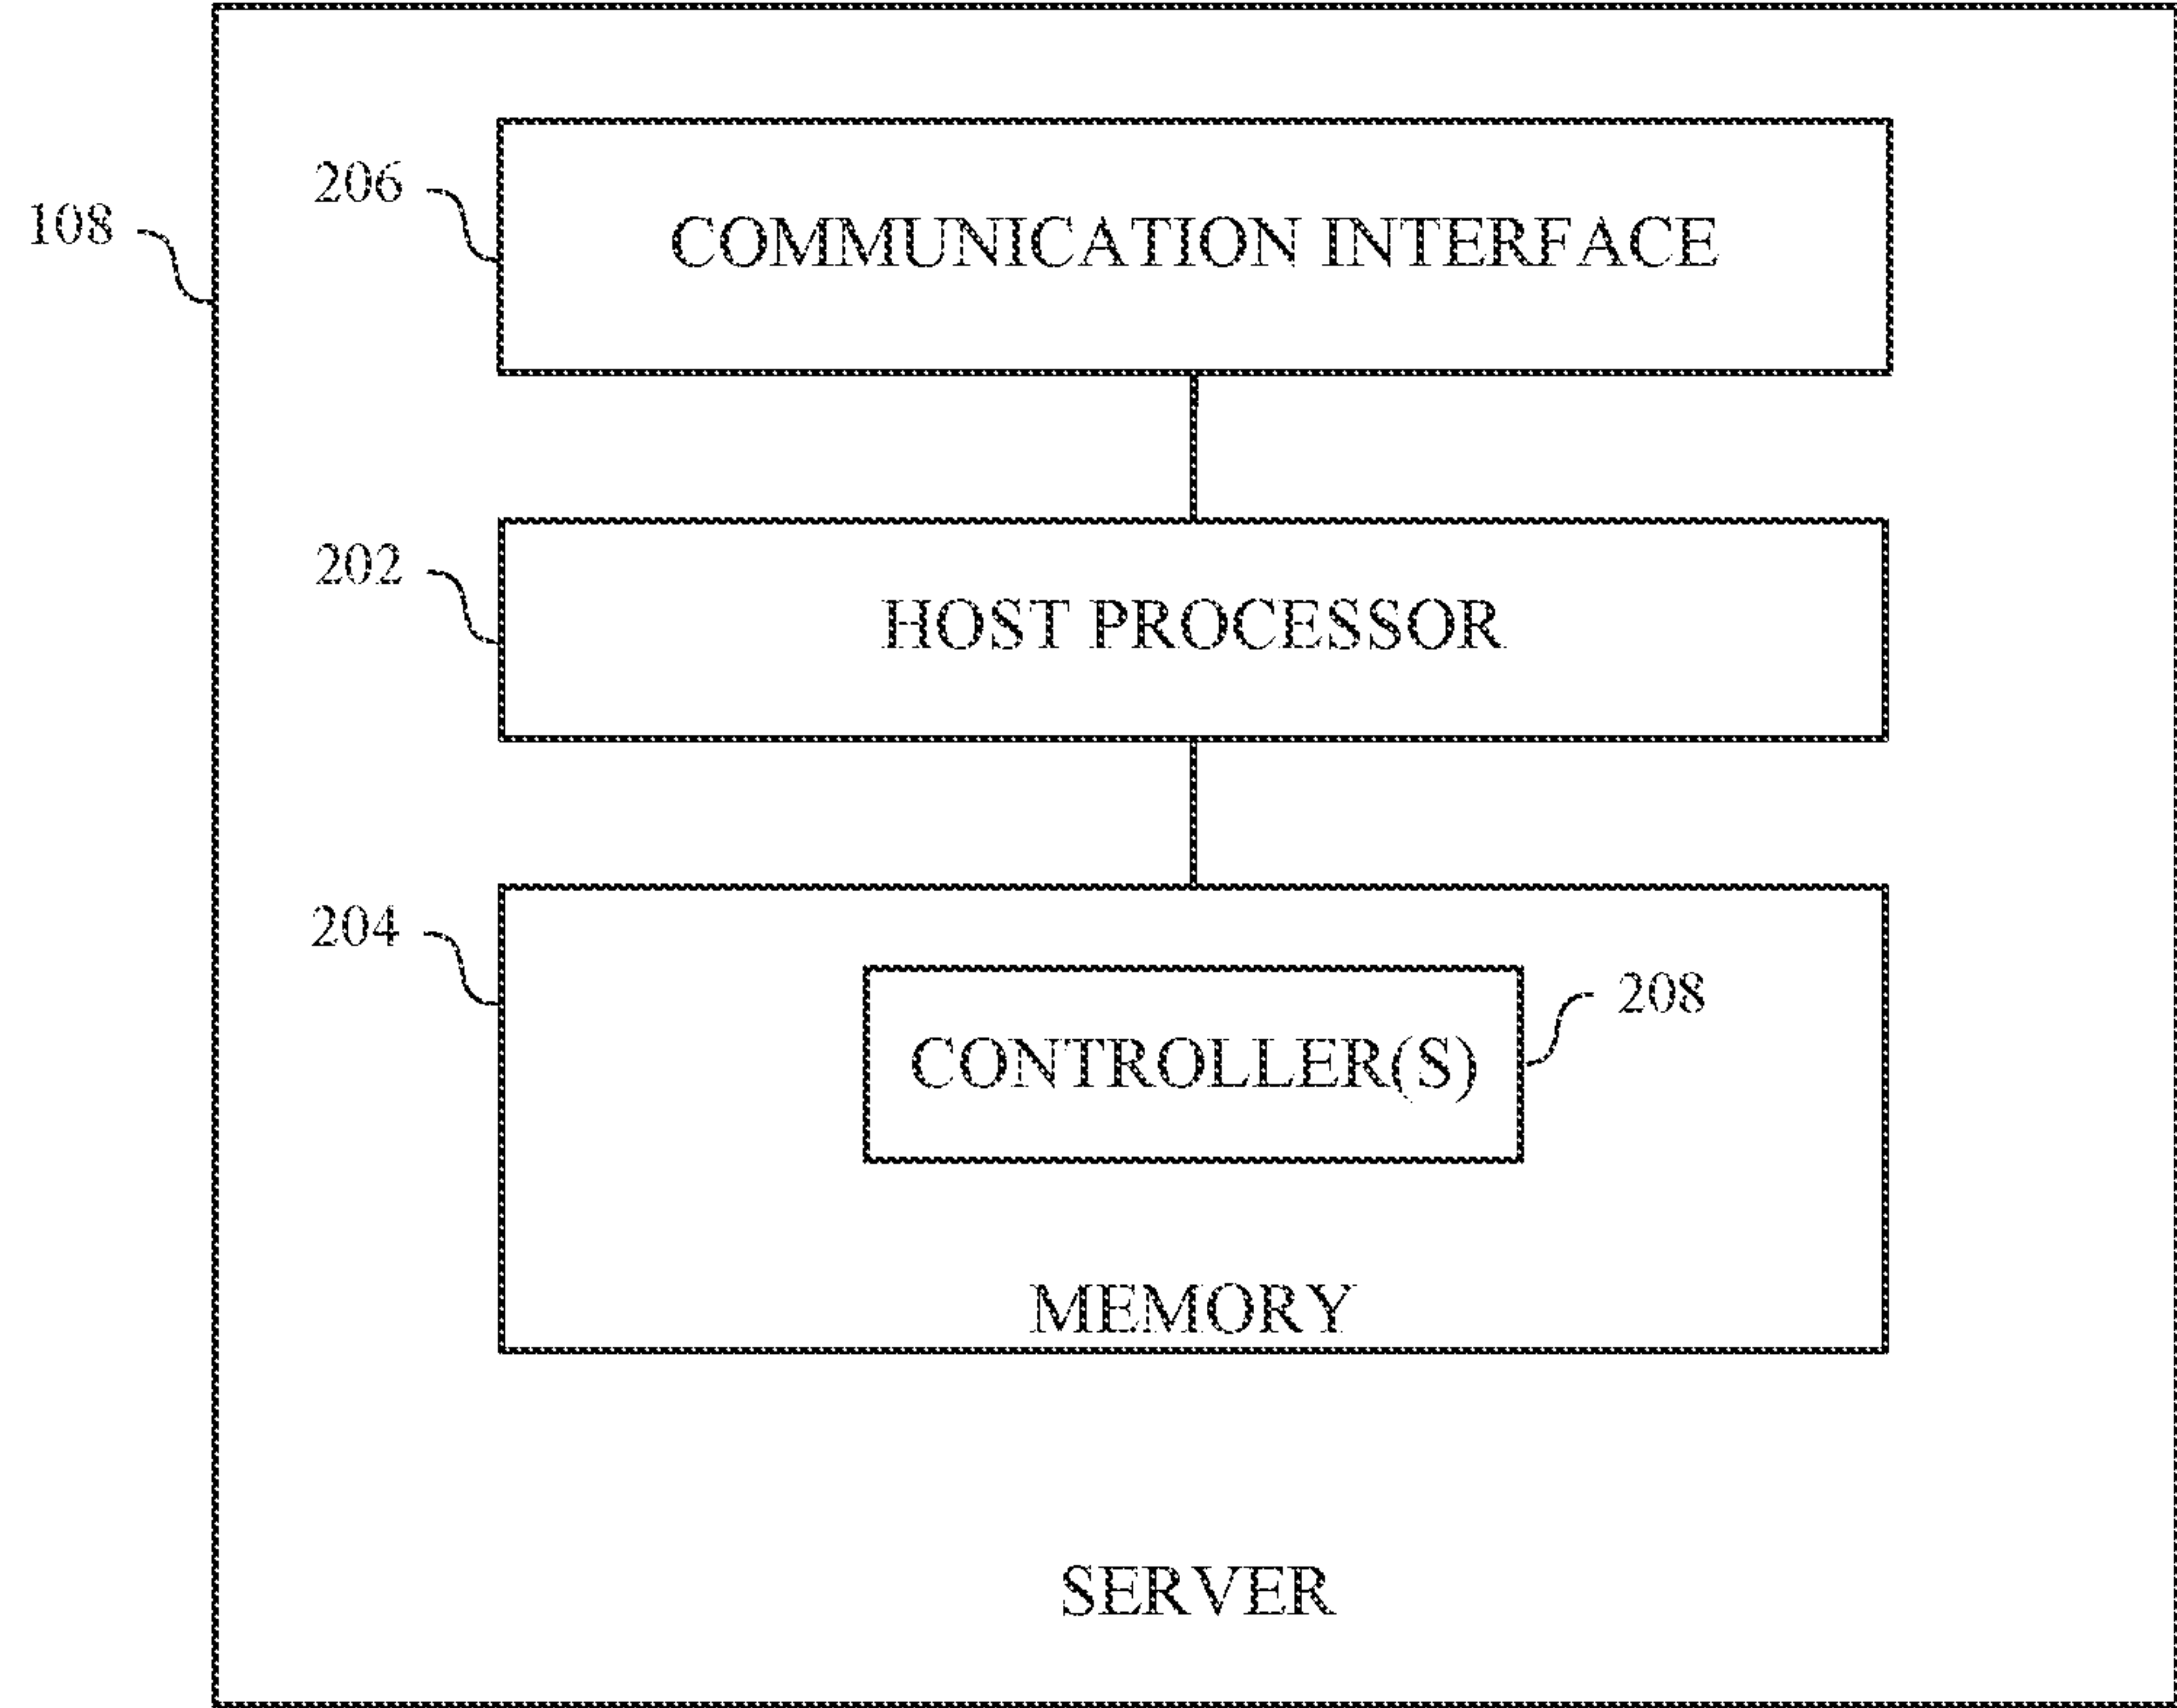 206
108
COMMUNICATION INTERFACE
202
HOST PROCESSOR
204
208
CONTROLLER(S)
MEMORY
SERVER